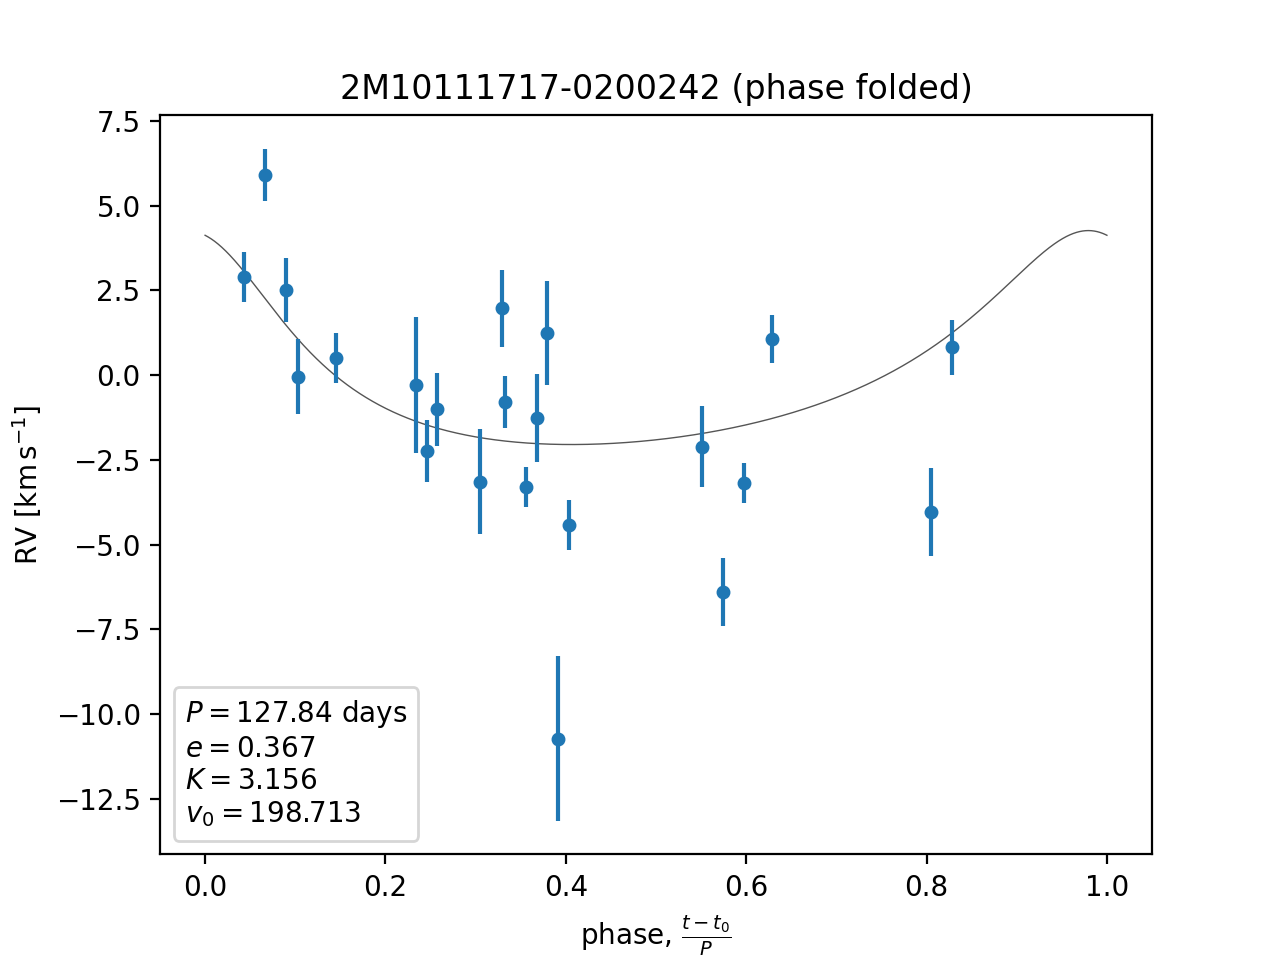 2M10111717-0200242 (phase folded)
7.5
5.0
2.5
0.0
−2.5
−5.0
−7.5
−10.0
−12.5
RV [km s⁻¹]
P = 127.84 days
e = 0.367
K = 3.156
v₀ = 198.713
0.0 0.2 0.4 0.6 0.8 1.0
phase, (t − t₀)/P